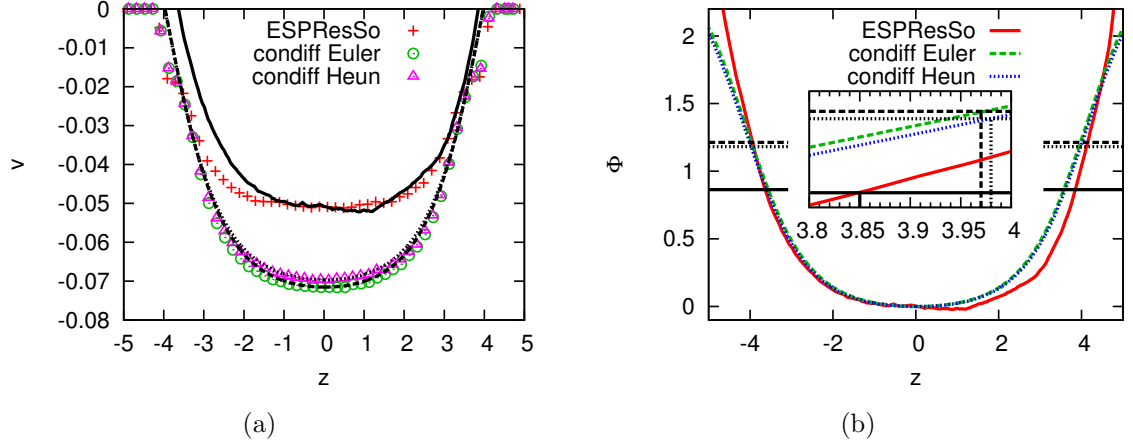 0
-0.01
-0.02
-0.03
-0.04
-0.05
-0.06
-0.07
-0.08
v
-5 -4 -3 -2 -1 0 1 2 3 4 5
z
ESPResSo
condiff Euler
condiff Heun
(a)
2
1.5
1
0.5
0
Φ
-4 -2 0 2 4
z
ESPResSo
condiff Euler
condiff Heun
3.8 3.85 3.9 3.95 4
(b)